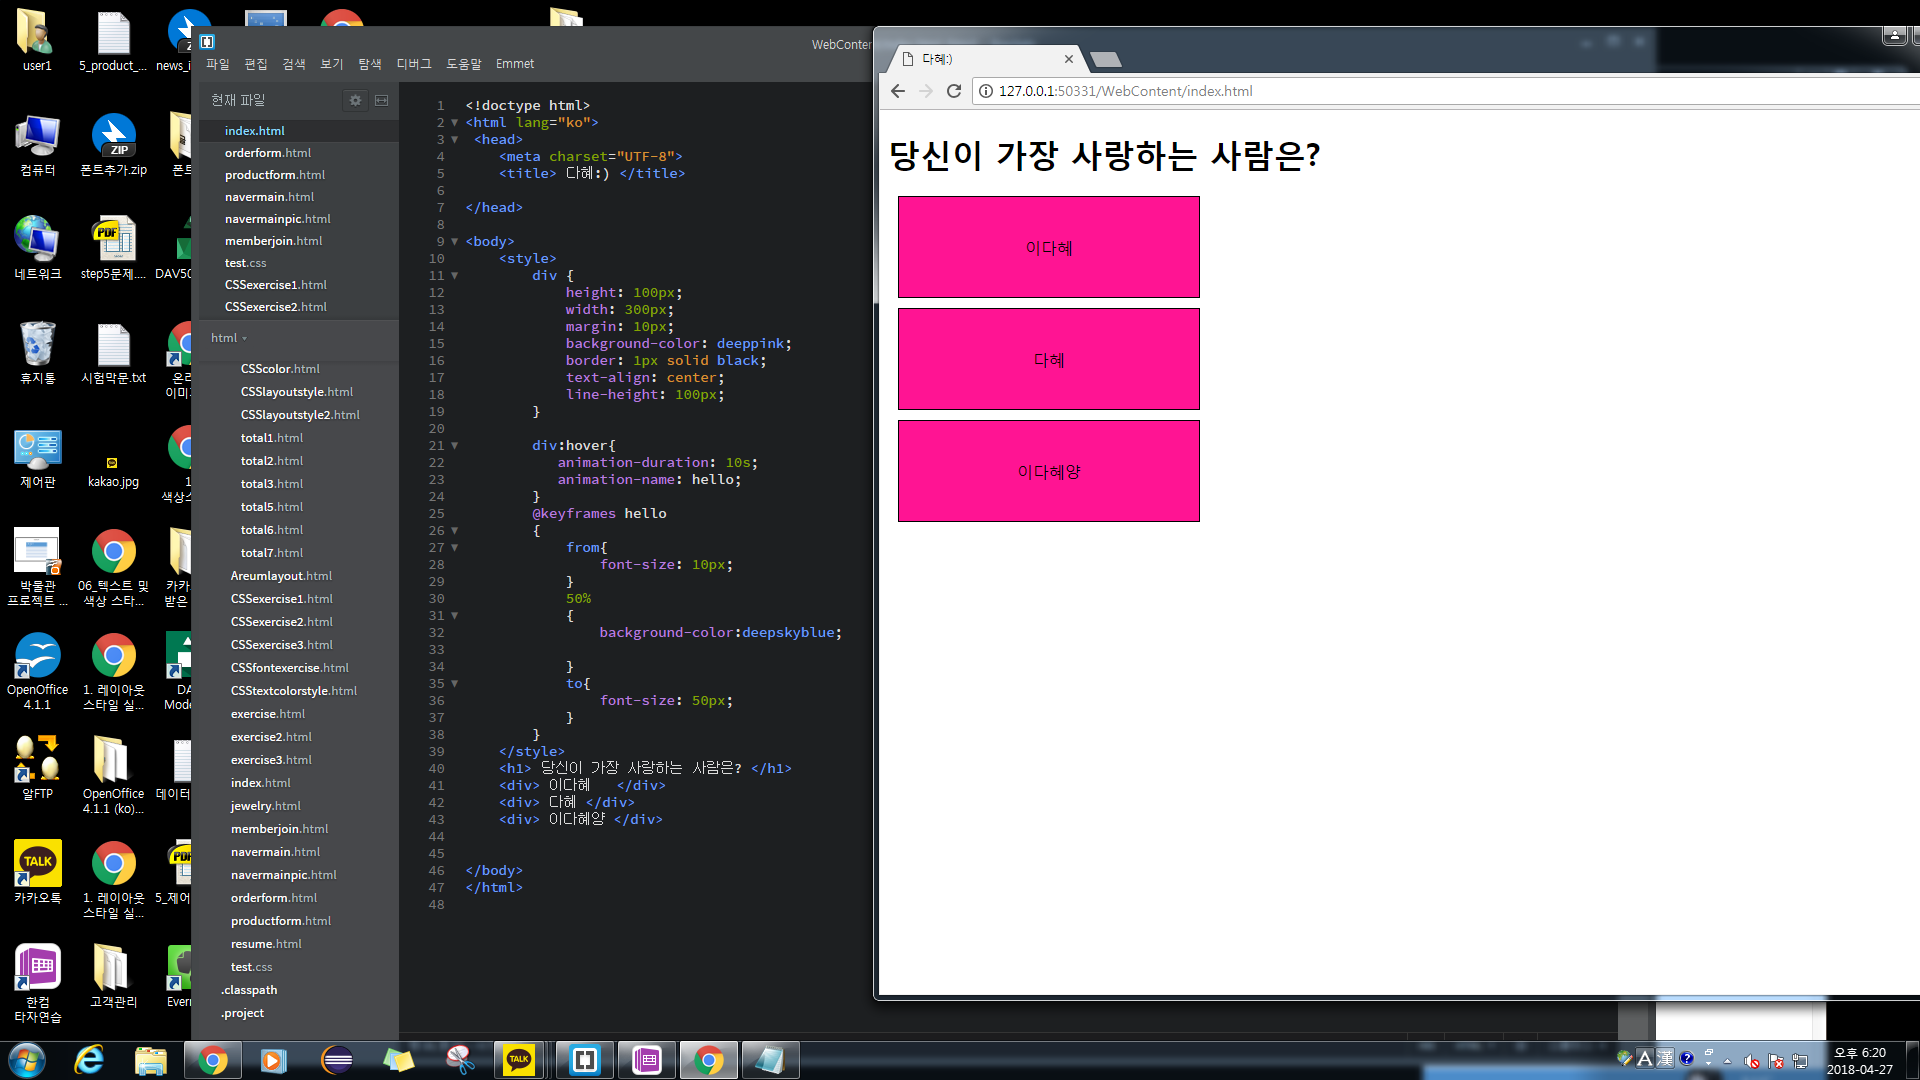 user1
5_product_...
news_i
컴퓨터
폰트추가.zip
폰트
네트워크
step5문제....
DAV50
휴지통
시험막문.txt
온라
이미
제어판
kakao.jpg
1
색상스
박물관
프로젝트 ...
06_텍스트 및
색상 스타...
카카
받은
OpenOffice
4.1.1
1. 레이아웃
스타일 실...
DA
Mode
알FTP
OpenOffice
4.1.1 (ko)...
데이터
카카오톡
1. 레이아웃
스타일 실...
5_제어
한컴
타자연습
고객관리
Evern
WebConten
파일 편집 검색 보기 탐색 디버그 도움말 Emmet
현재 파일
index.html
orderform.html
productform.html
navermain.html
navermainpic.html
memberjoin.html
test.css
CSSexercise1.html
CSSexercise2.html
html
CSScolor.html
CSSlayoutstyle.html
CSSlayoutstyle2.html
total1.html
total2.html
total3.html
total5.html
total6.html
total7.html
Areumlayout.html
CSSexercise1.html
CSSexercise2.html
CSSexercise3.html
CSSfontexercise.html
CSStextcolorstyle.html
exercise.html
exercise2.html
exercise3.html
index.html
jewelry.html
memberjoin.html
navermain.html
navermainpic.html
orderform.html
productform.html
resume.html
test.css
.classpath
.project
1 <!doctype html>
2 <html lang="ko">
3 <head>
4 <meta charset="UTF-8">
5 <title> 다혜:) </title>
6
7 </head>
8
9 <body>
10 <style>
11 div {
12 height: 100px;
13 width: 300px;
14 margin: 10px;
15 background-color: deeppink;
16 border: 1px solid black;
17 text-align: center;
18 line-height: 100px;
19 }
20
21 div:hover{
22 animation-duration: 10s;
23 animation-name: hello;
24 }
25 @keyframes hello
26 {
27 from{
28 font-size: 10px;
29 }
30 50%
31 {
32 background-color:deepskyblue;
33
34 }
35 to{
36 font-size: 50px;
37 }
38 }
39 </style>
40 <h1> 당신이 가장 사랑하는 사람은? </h1>
41 <div> 이다혜 </div>
42 <div> 다혜 </div>
43 <div> 이다혜양 </div>
44
45
46 </body>
47 </html>
48
다혜:)
127.0.0.1:50331/WebContent/index.html
당신이 가장 사랑하는 사람은?
이다혜
다혜
이다혜양
PDF
ZIP
TALK
A 漢
오후 6:20
2018-04-27